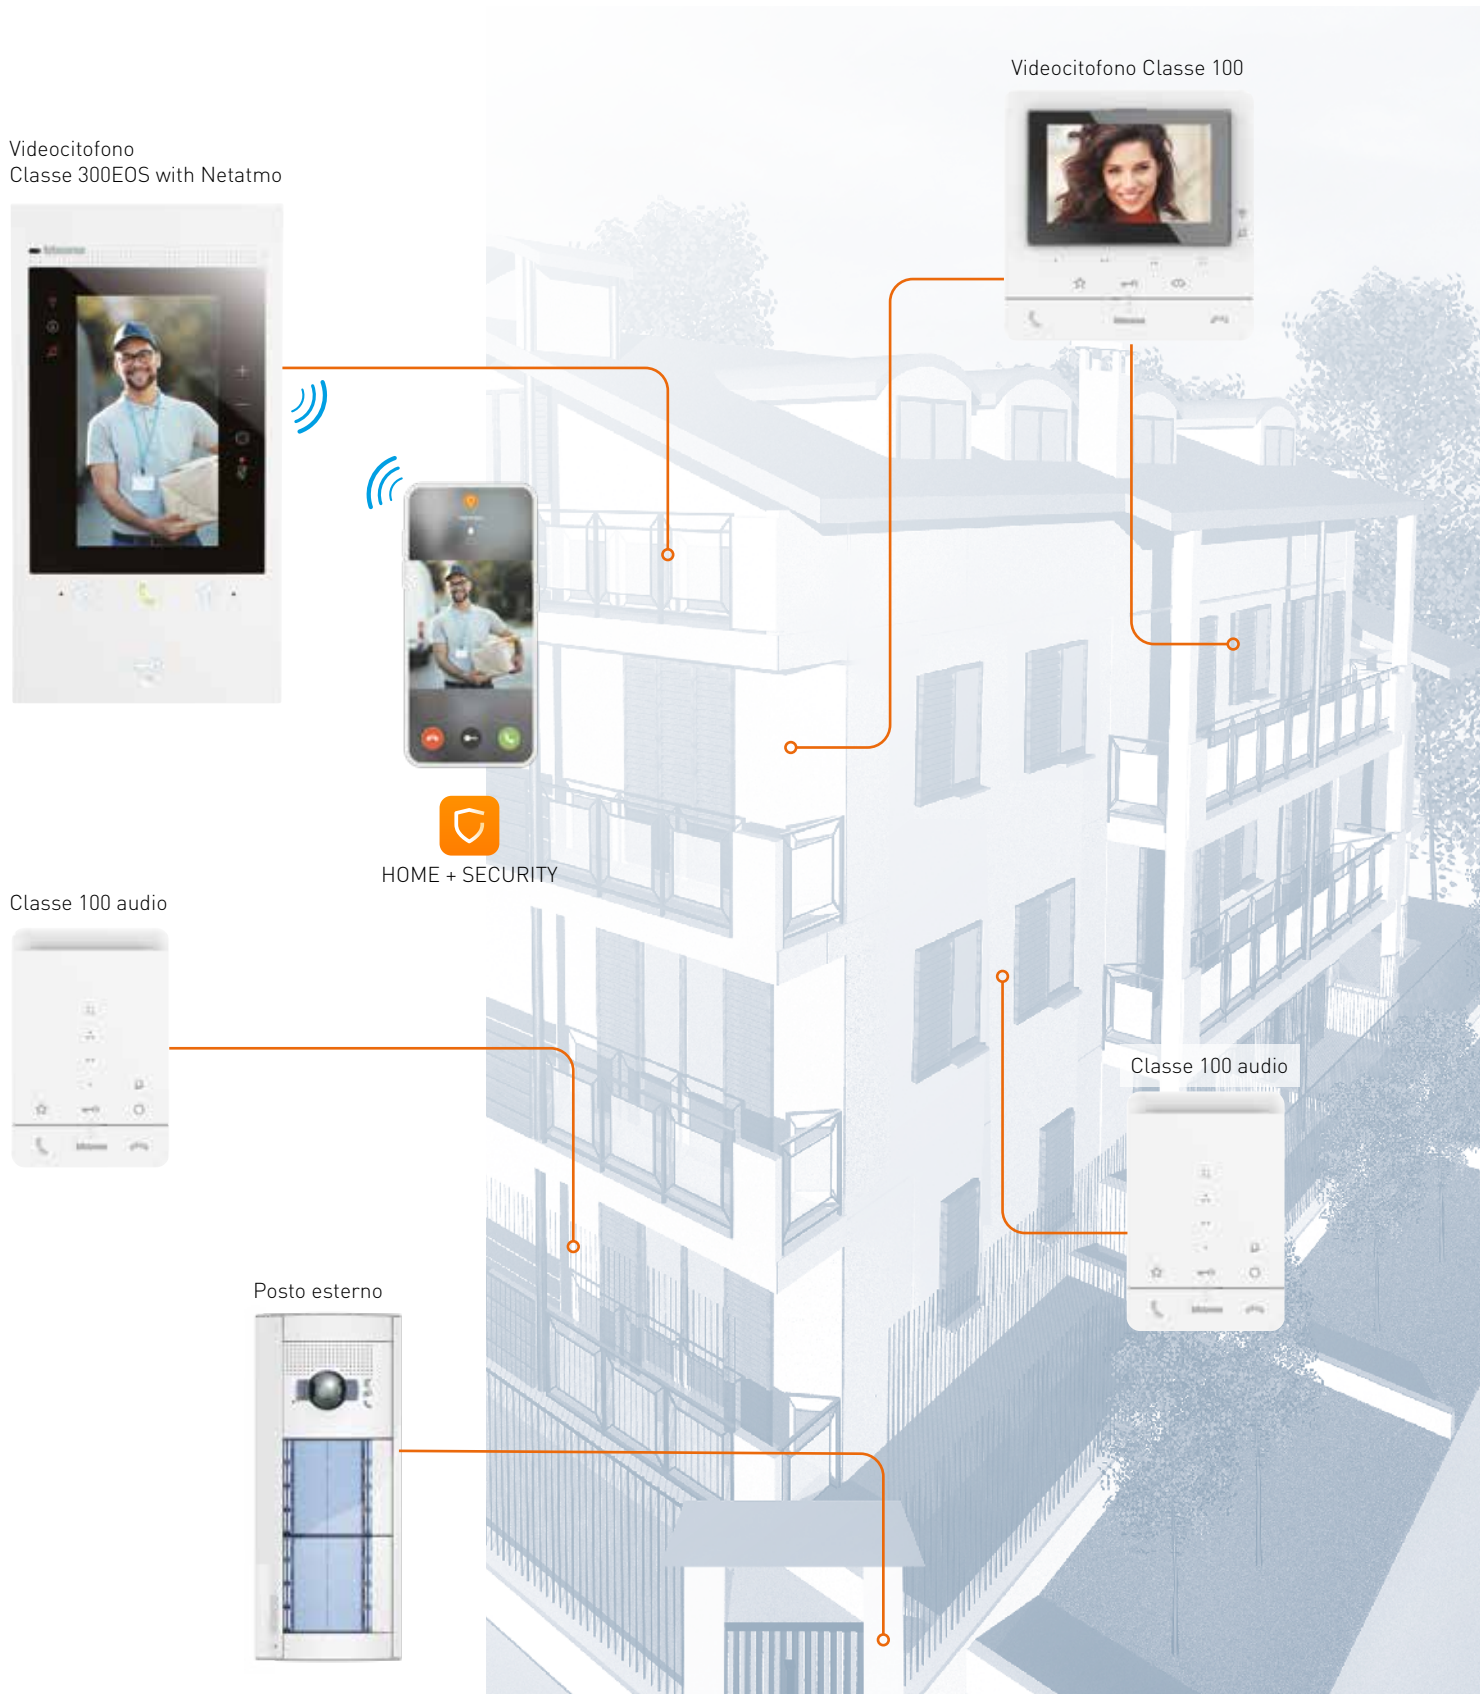 Videocitofono Classe 100
Videocitofono
Classe 300EOS with Netatmo
HOME + SECURITY
Classe 100 audio
Classe 100 audio
Posto esterno